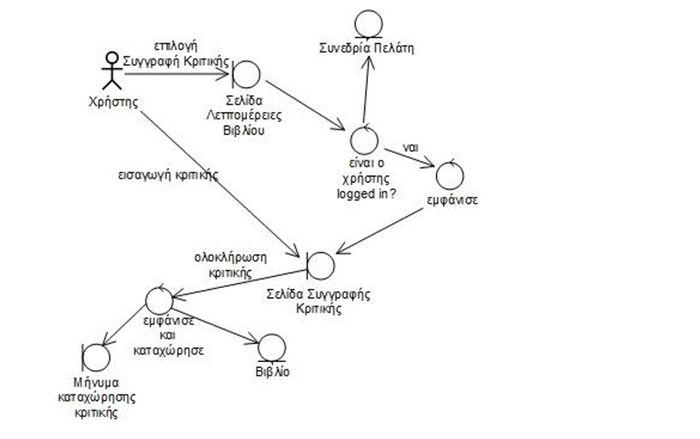 Συνεδρία Πελάτη
επιλογή
Συγγραφή Κριτικής
Χρήστης
Σελίδα
Λεπτομέρειες
Βιβλίου
είναι ο
χρήστης
logged in?
ναι
εμφάνισε
εισαγωγή κριτικής
ολοκλήρωση
κριτικής
Σελίδα Συγγραφής
Κριτικής
εμφάνισε
και
καταχώρησε
Βιβλίο
Μήνυμα
καταχώρησης
κριτικής